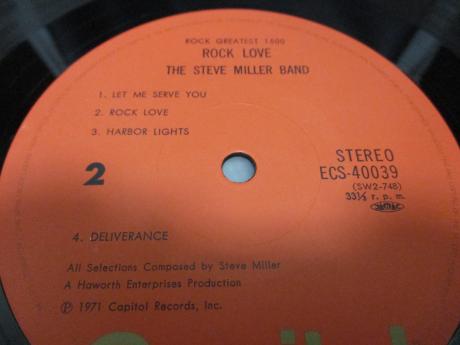 ROCK GREATEST 1500
ROCK LOVE
THE STEVE MILLER BAND
1. LET ME SERVE YOU
2. ROCK LOVE
3. HARBOR LIGHTS
2
STEREO
ECS-40039
(SW2-748)
33⅓ r. p. m.
4. DELIVERANCE
All Selections Composed by Steve Miller
A Haworth Enterprises Production
Ⓟ 1971 Capitol Records, Inc.